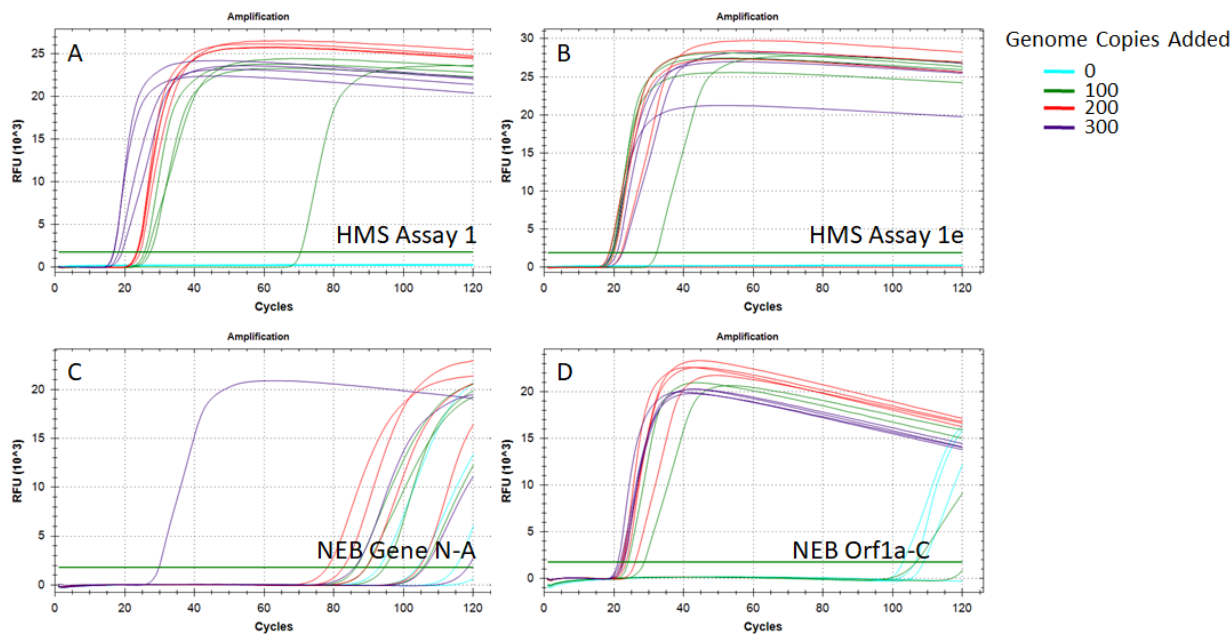 Amplification
A
RFU (10^3)
25
20
15
10
5
0
HMS Assay 1
0 20 40 60 80 100 120
Cycles
Amplification
B
RFU (10^3)
30
25
20
15
10
5
0
HMS Assay 1e
0 20 40 60 80 100 120
Cycles
Genome Copies Added
0
100
200
300
Amplification
C
RFU (10^3)
20
15
10
5
0
NEB Gene N-A
0 20 40 60 80 100 120
Cycles
Amplification
D
RFU (10^3)
20
15
10
5
0
NEB Orf1a-C
0 20 40 60 80 100 120
Cycles